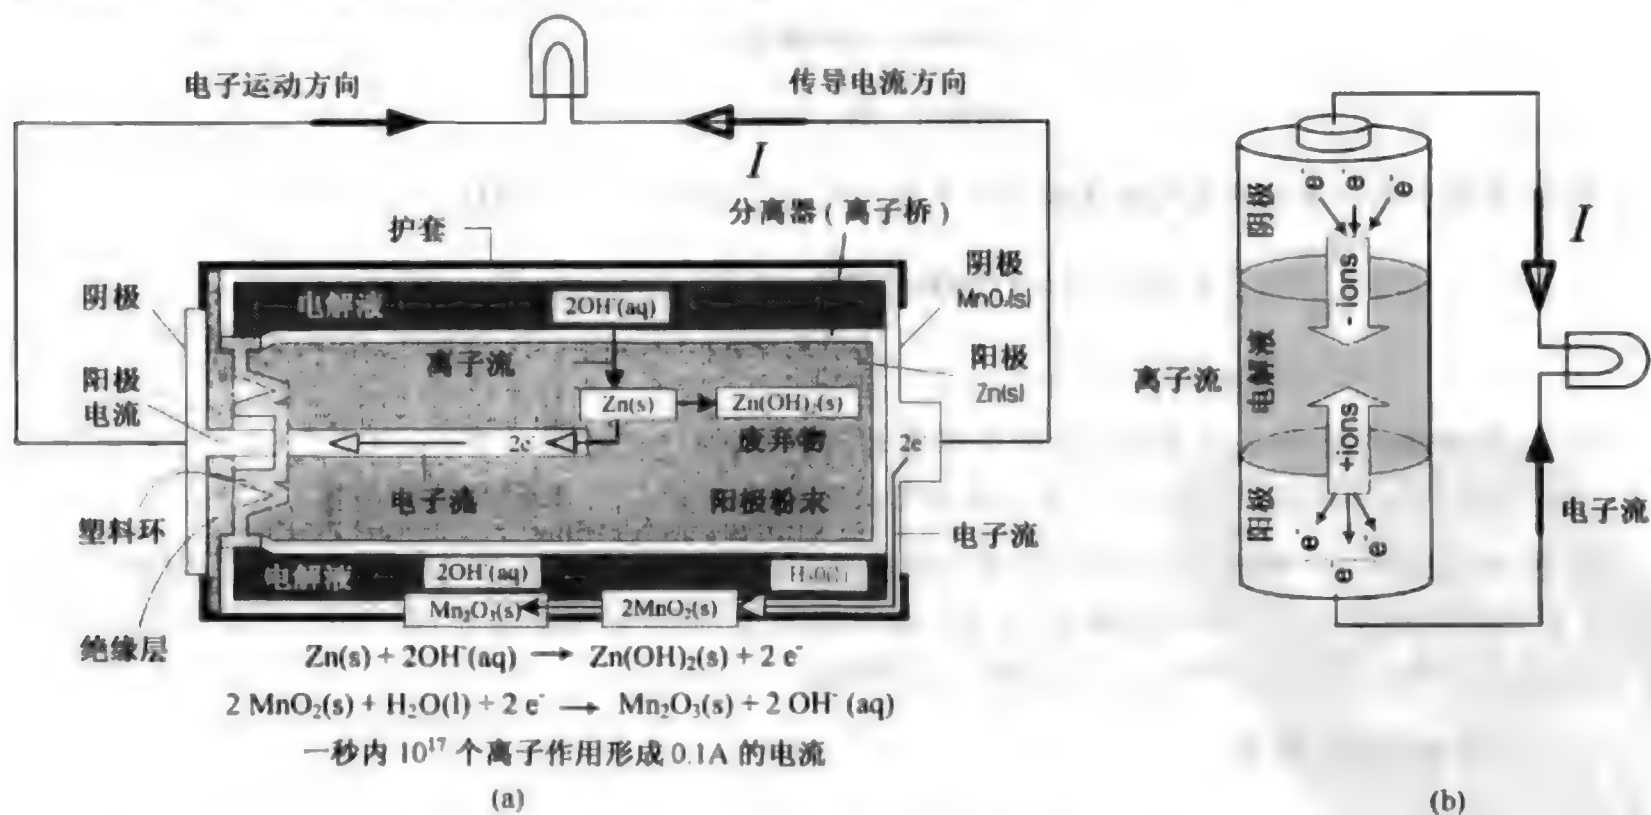 电子运动方向
传导电流方向
I
分离器(离子桥)
护套
阴极
MnO₂(s)
阴极
电解液
2OH⁻(aq)
离子流
阳极
Zn(s)
阳极
电流
Zn(s)
Zn(OH)₂(s)
2e⁻
废弃物
2e⁻
电子流
阳极粉末
塑料环
电子流
电解液
2OH⁻(aq)
H₂O(l)
Mn₂O₃(s)
2MnO₂(s)
绝缘层
Zn(s) + 2OH⁻(aq) → Zn(OH)₂(s) + 2 e⁻
2 MnO₂(s) + H₂O(l) + 2 e⁻ → Mn₂O₃(s) + 2 OH⁻ (aq)
一秒内 10¹⁷ 个离子作用形成 0.1A 的电流
(a)
阴极
e⁻ e⁻ e⁻
I
- ions
离子流
电解液
+ions
阳极
电子流
e⁻ e⁻ e⁻
(b)